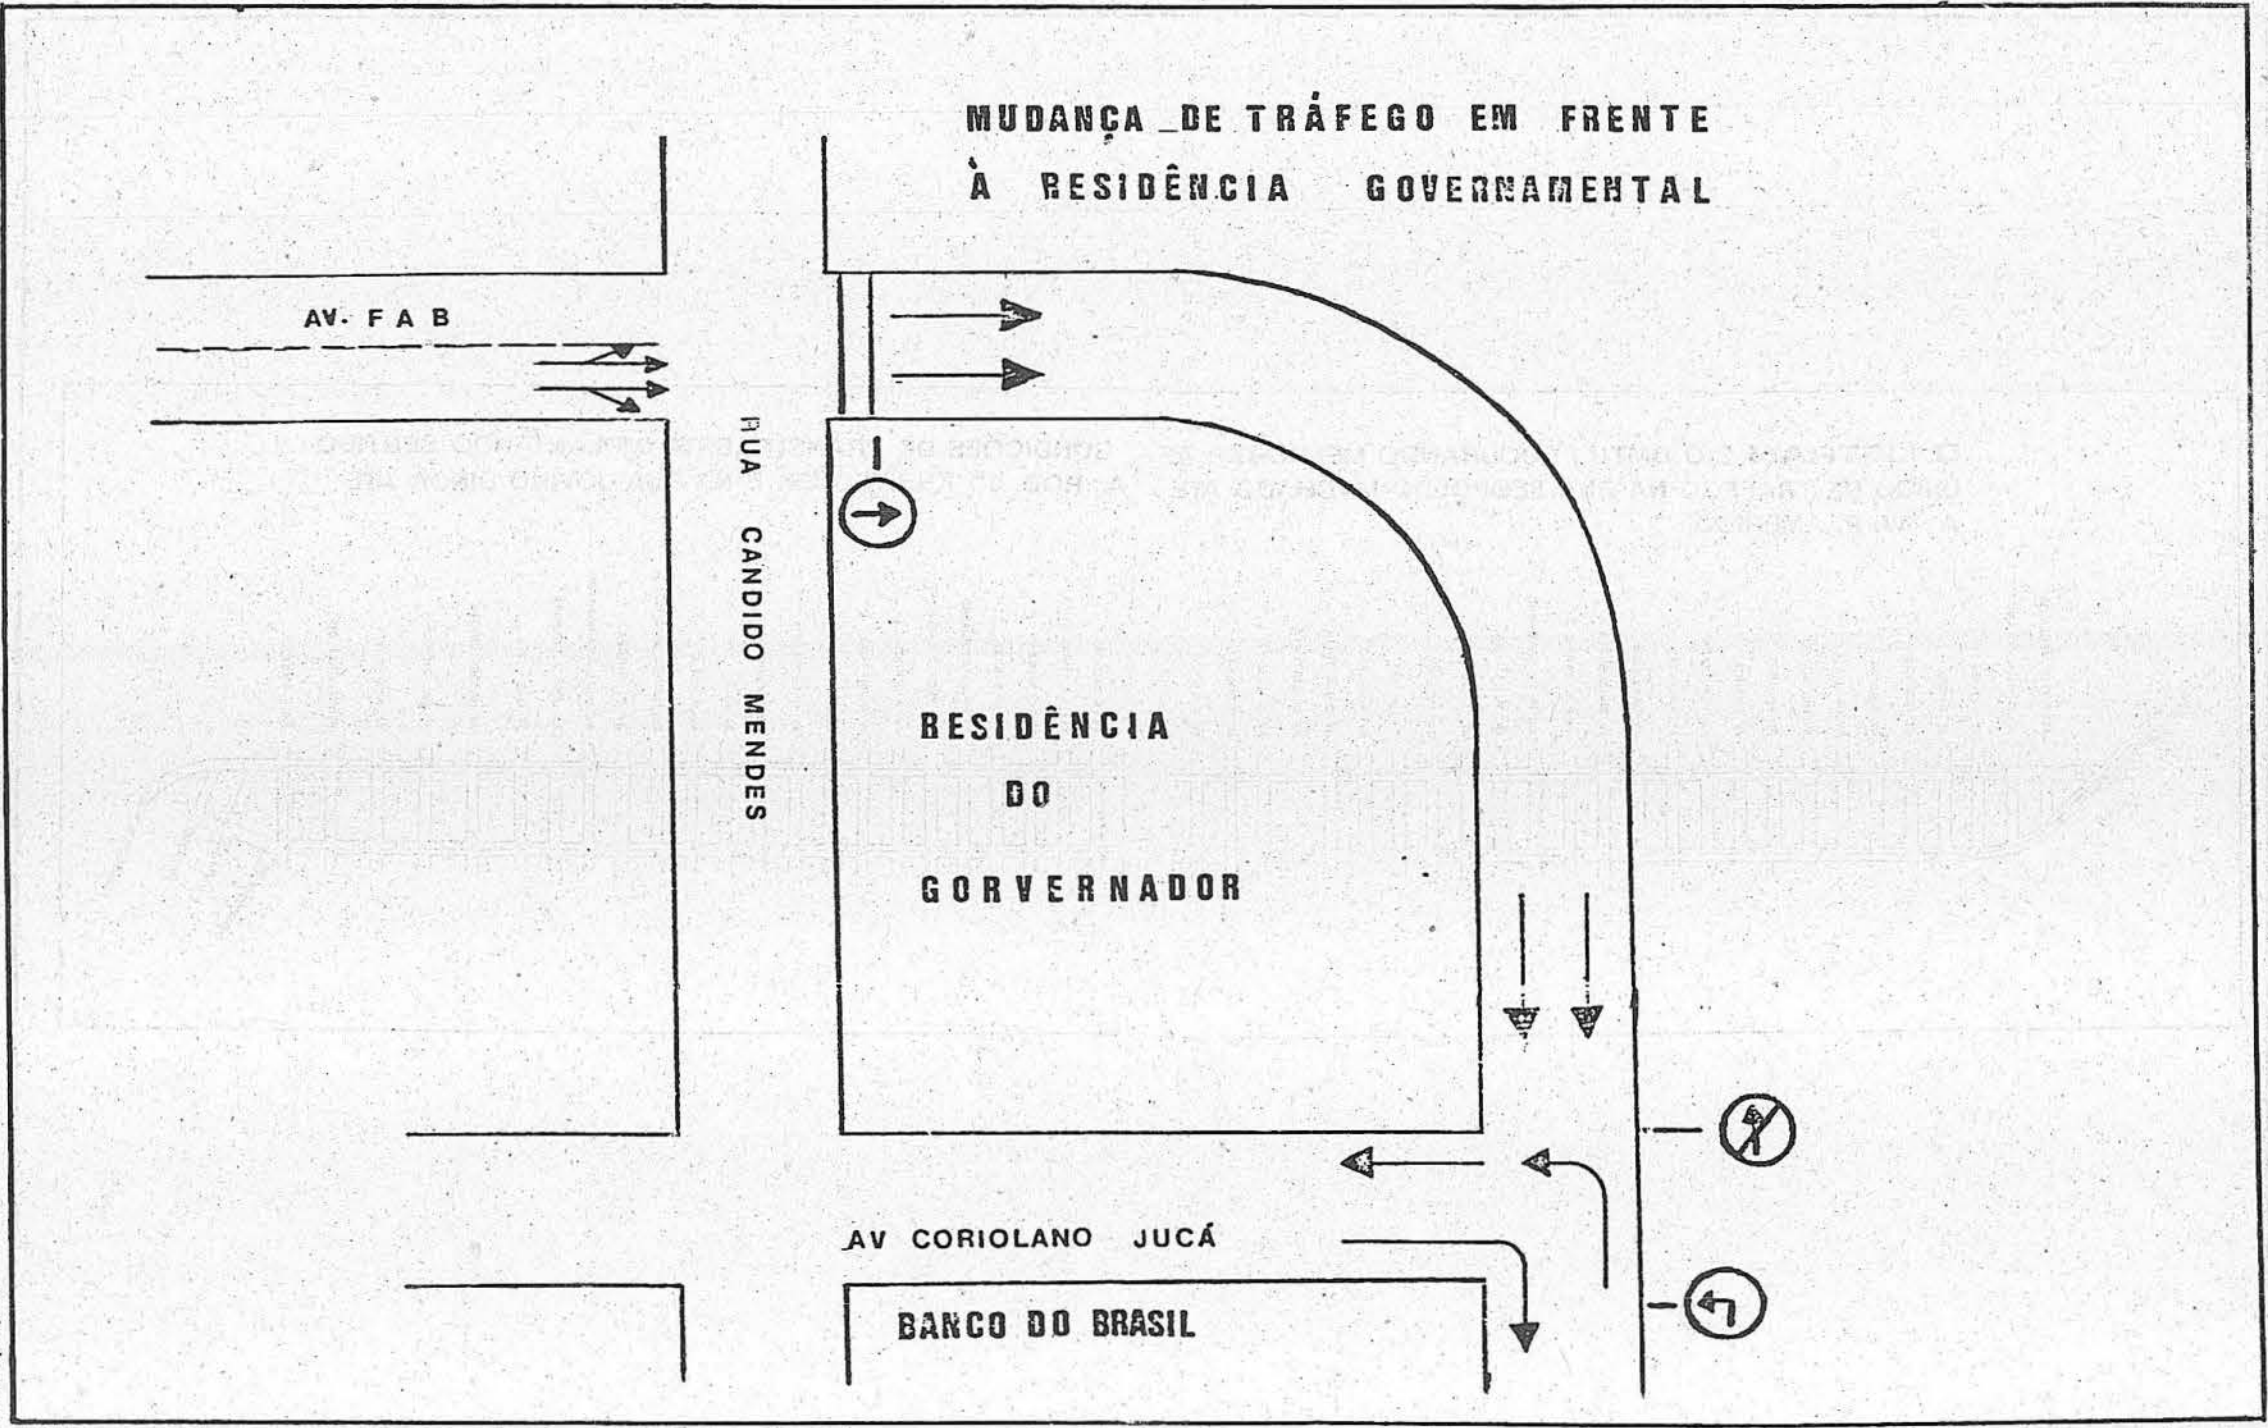 MUDANÇA _DE TRÁFEGO EM FRENTE
À RESIDÊNCIA GOVERNAMENTAL
AV. F A B
RUA CANDIDO MENDES
RESIDÊNCIA
DO
GORVERNADOR
AV CORIOLANO JUCÁ
BANCO DO BRASIL